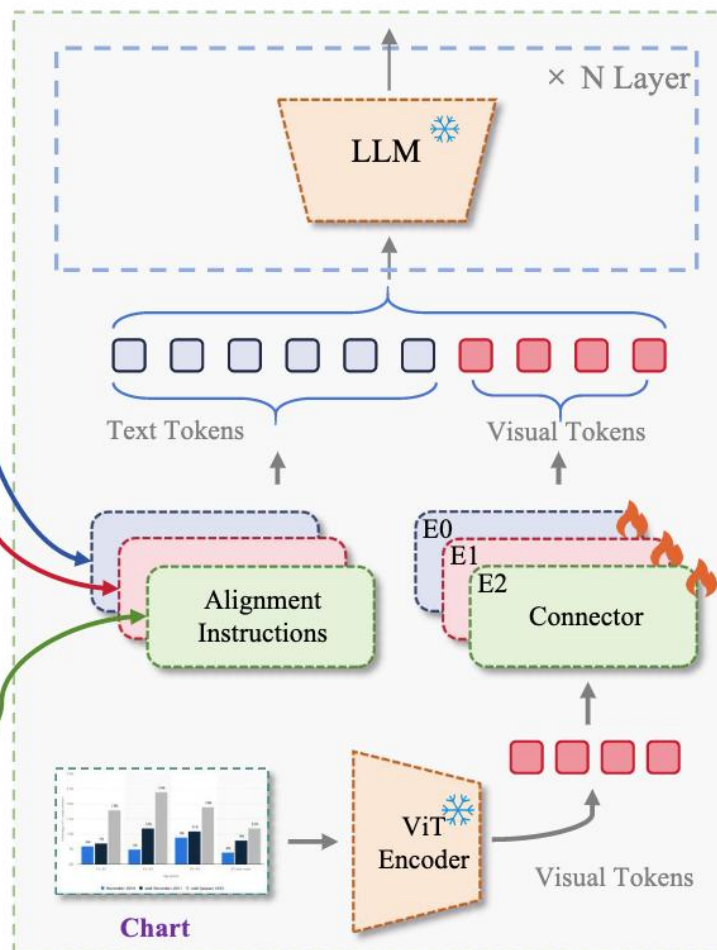 × N Layer
LLM
Text Tokens
Visual Tokens
E0
E1
E2
Alignment
Instructions
Connector
ViT
Encoder
Visual Tokens
Chart